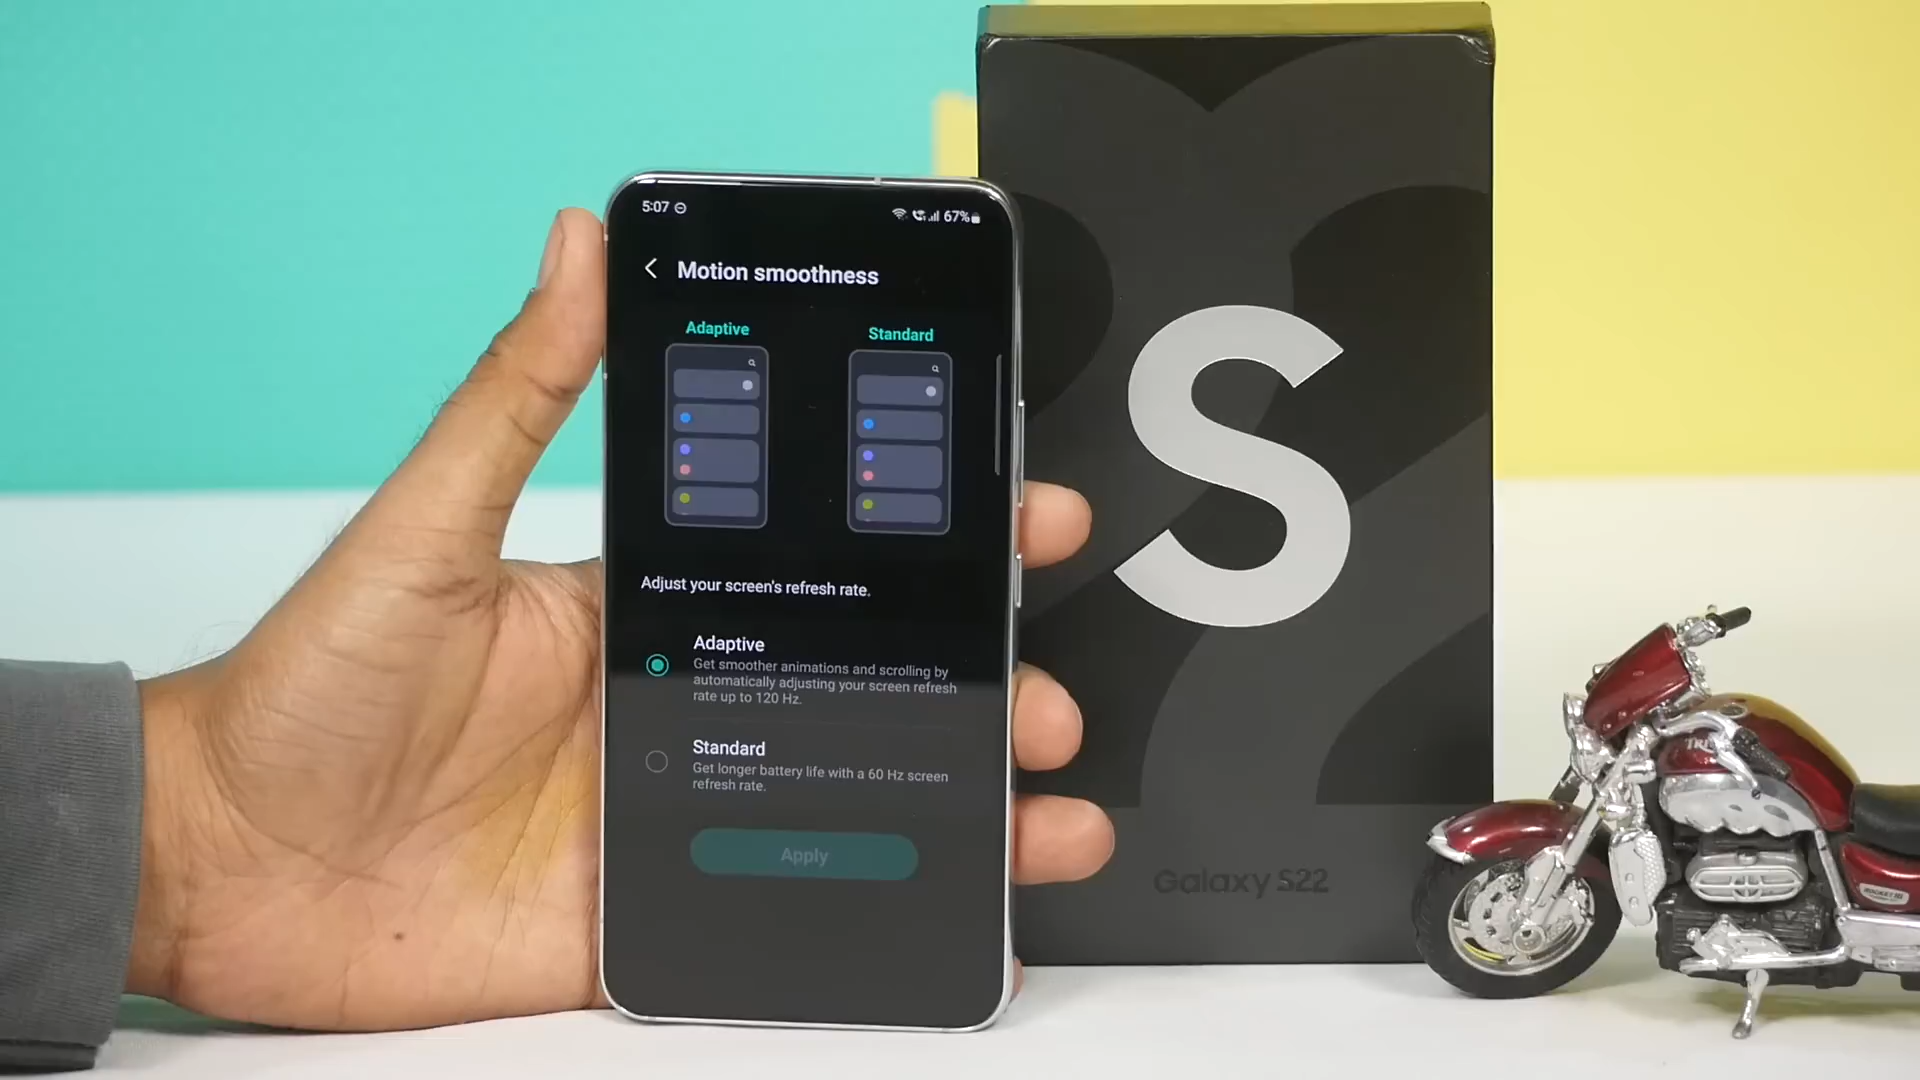 5:07
67%
Motion smoothness
Adaptive
Standard
Adjust your screen's refresh rate.
Adaptive
Get smoother animations and scrolling by
automatically adjusting your screen refresh
rate up to 120 Hz.
Standard
Get longer battery life with a 60 Hz screen
refresh rate.
Apply
S
Galaxy S22
ROCKET III